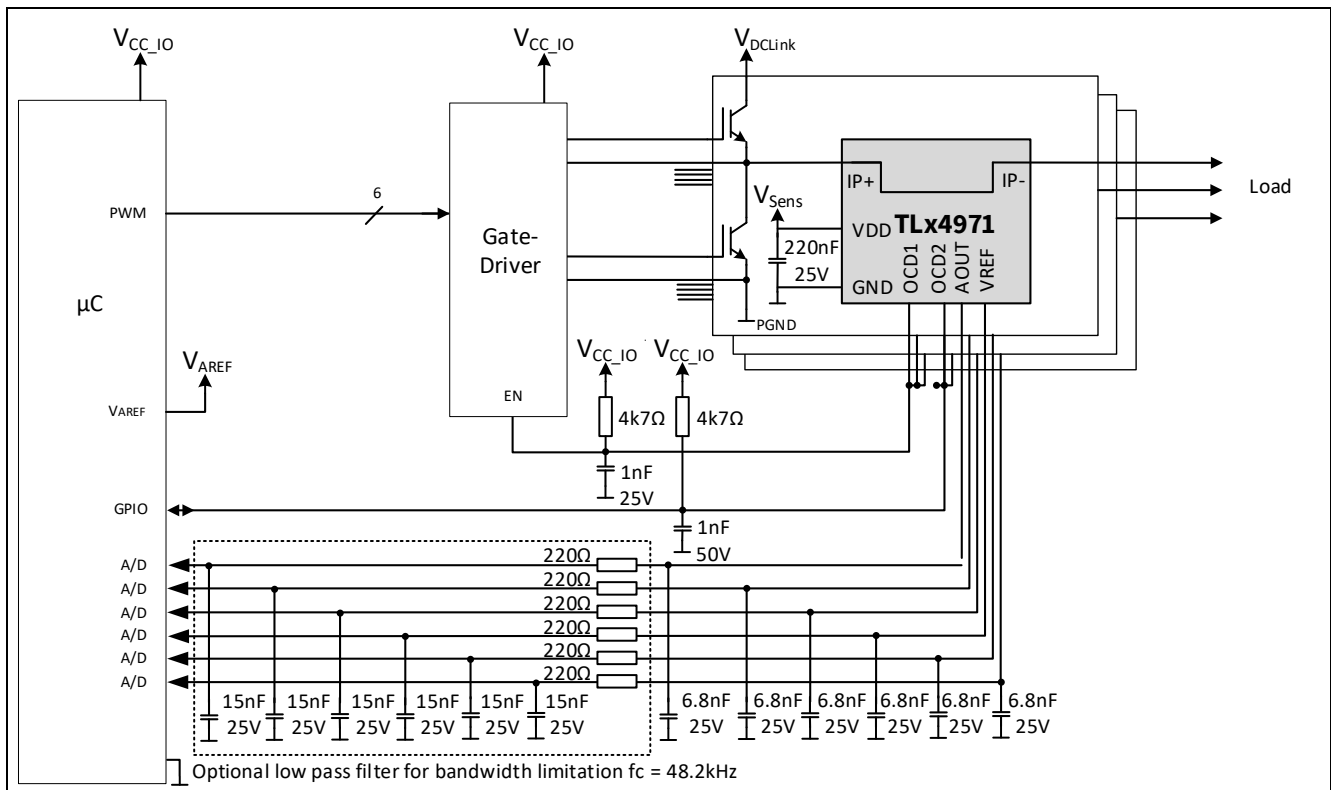 VCC_IO
VCC_IO
VDCLink
PWM
6
Gate-
Driver
µC
IP+
IP-
Load
VSens
VDD
TLx4971
220nF
25V
GND
OCD1
OCD2
AOUT
VREF
PGND
VCC_IO
VCC_IO
VAREF
VAREF
EN
4k7Ω
4k7Ω
1nF
25V
GPIO
1nF
50V
A/D
220Ω
A/D
220Ω
A/D
220Ω
A/D
220Ω
A/D
220Ω
A/D
220Ω
15nF 15nF 15nF 15nF 15nF 15nF
25V 25V 25V 25V 25V 25V
6.8nF 6.8nF 6.8nF 6.8nF 6.8nF 6.8nF
25V 25V 25V 25V 25V 25V
Optional low pass filter for bandwidth limitation fc = 48.2kHz